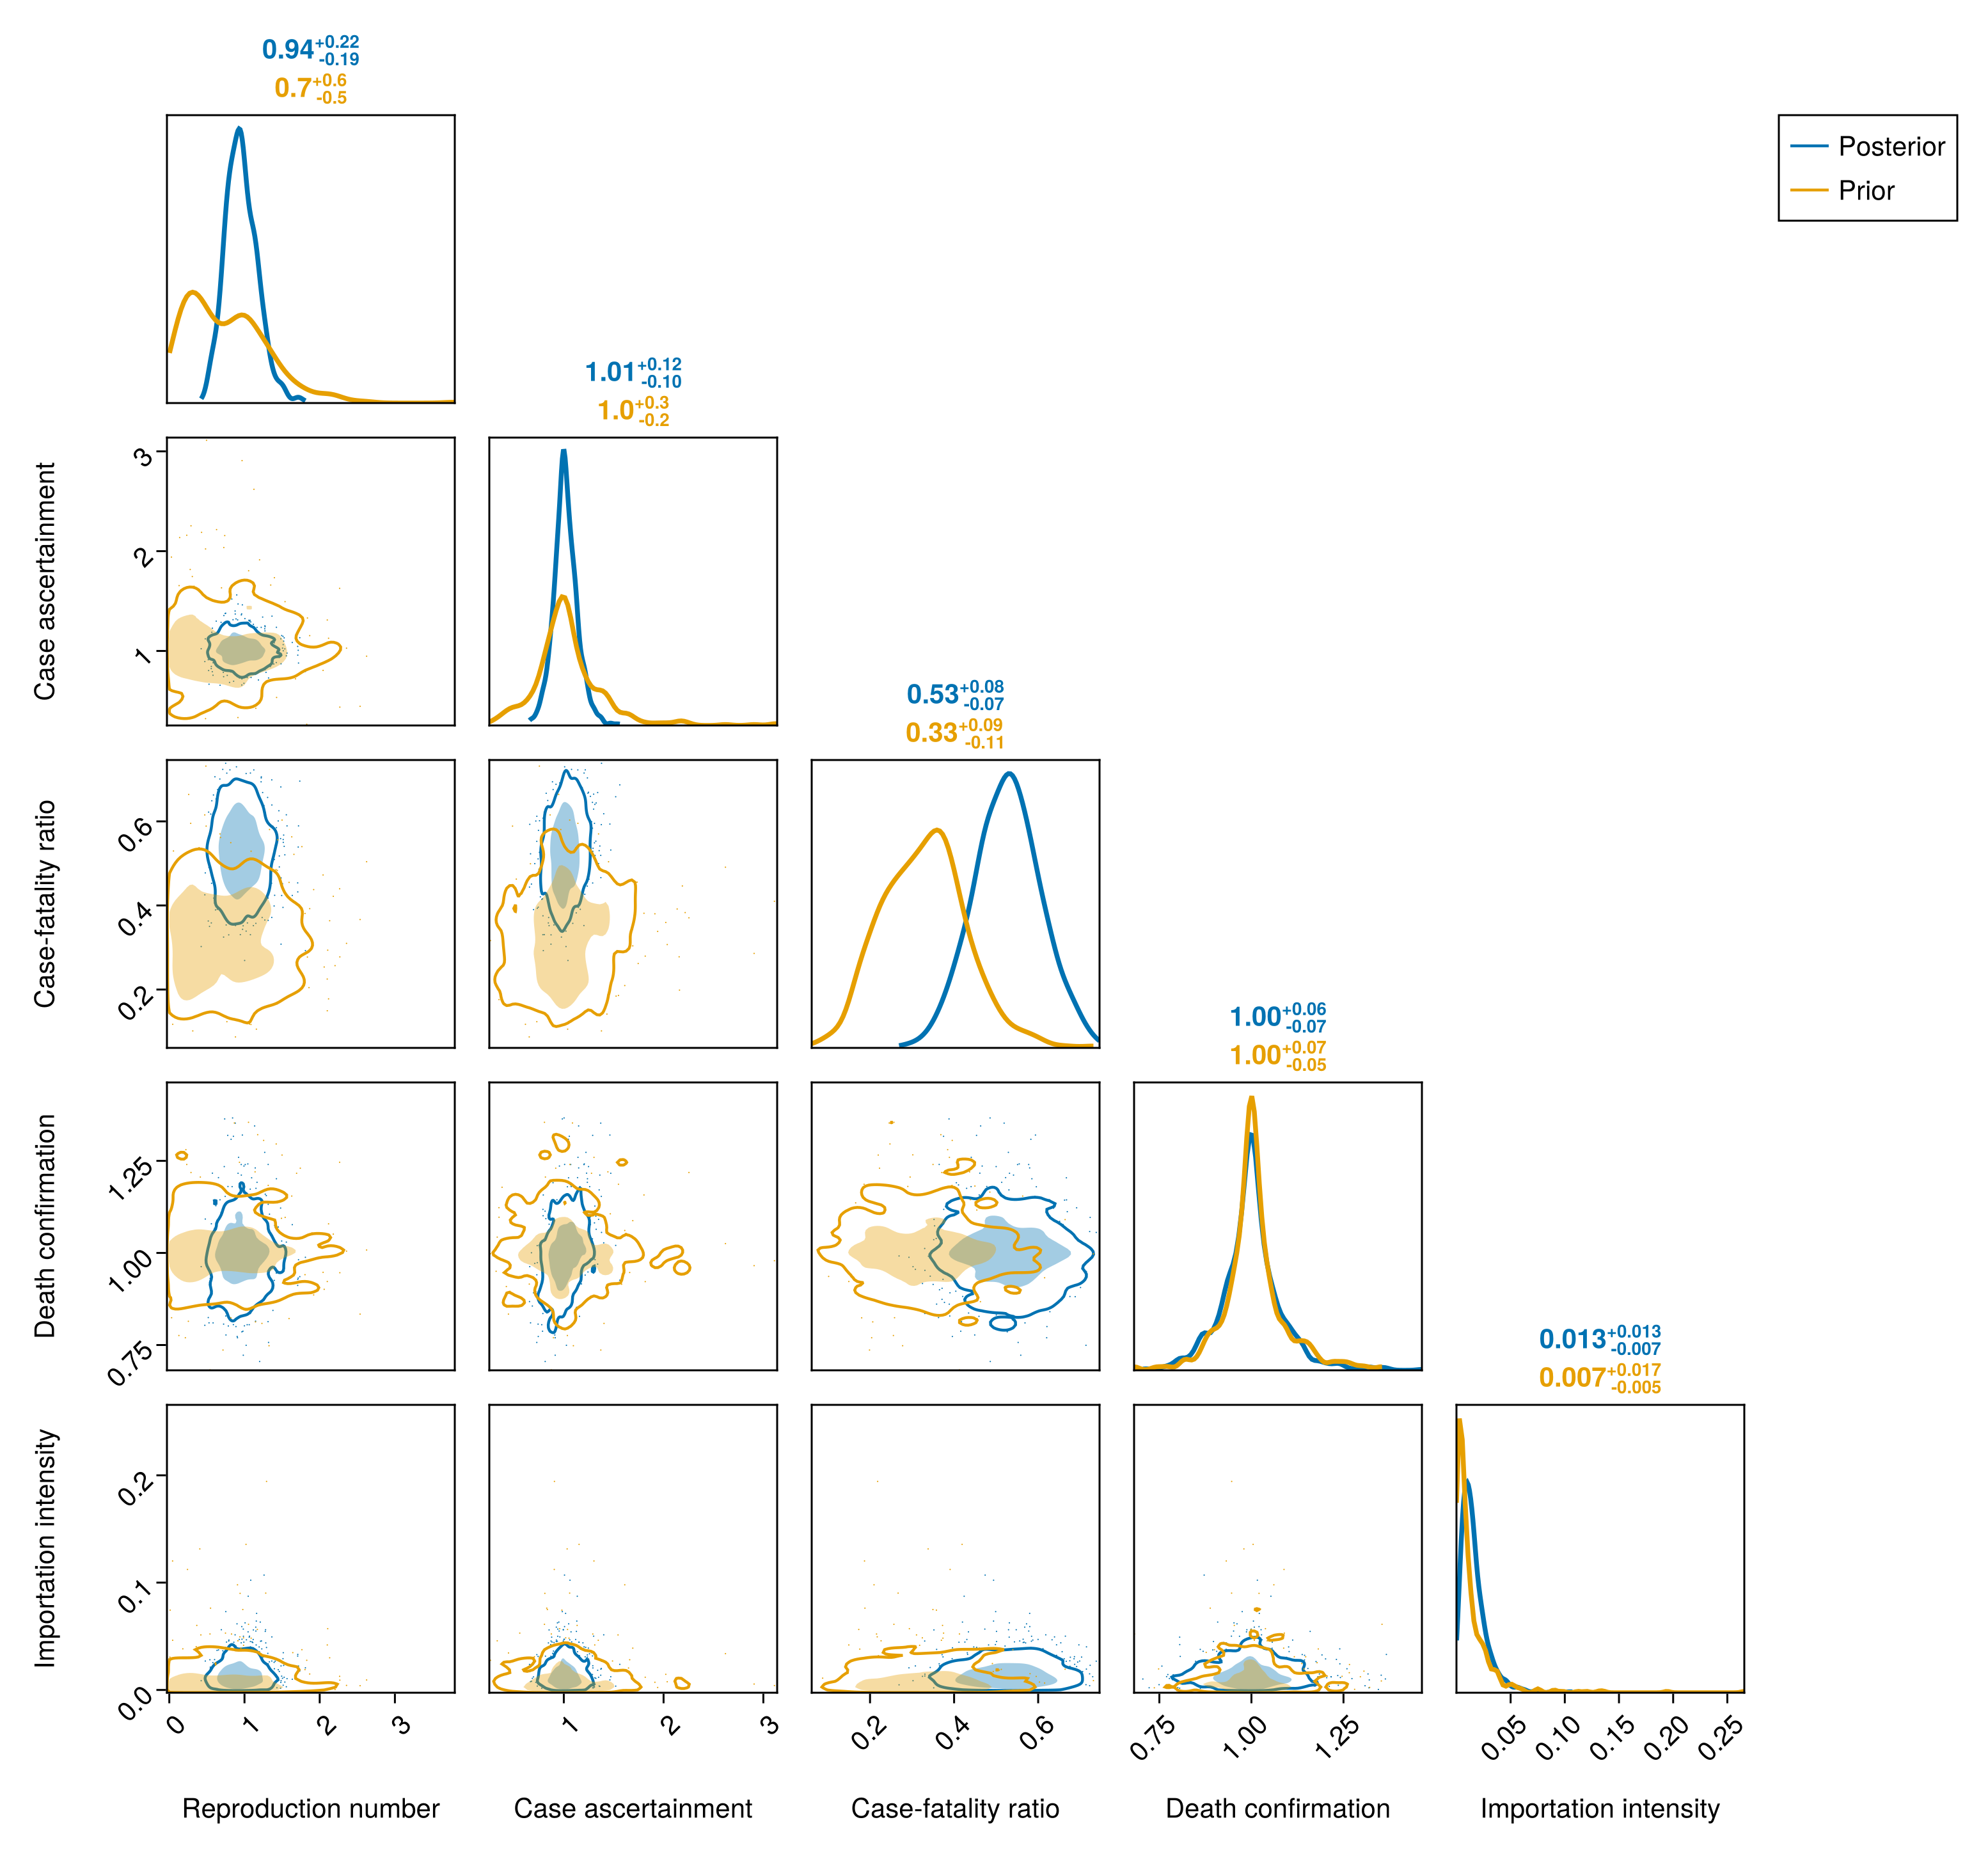 0.94+0.22-0.19
0.7+0.6-0.5
Posterior
Prior
1.01+0.12-0.10
1.0+0.3-0.2
Case ascertainment
3
2
1
0.53+0.08-0.07
0.33+0.09-0.11
Case-fatality ratio
0.6
0.4
0.2
1.00+0.06-0.07
1.00+0.07-0.05
Death confirmation
1.25
1.00
0.75
0.013+0.013-0.007
0.007+0.017-0.005
Importation intensity
0.2
0.1
0.0
0 1 2 3
1 2 3
0.2 0.4 0.6
0.75 1.00 1.25
0.05 0.10 0.15 0.20 0.25
Reproduction number
Case ascertainment
Case-fatality ratio
Death confirmation
Importation intensity